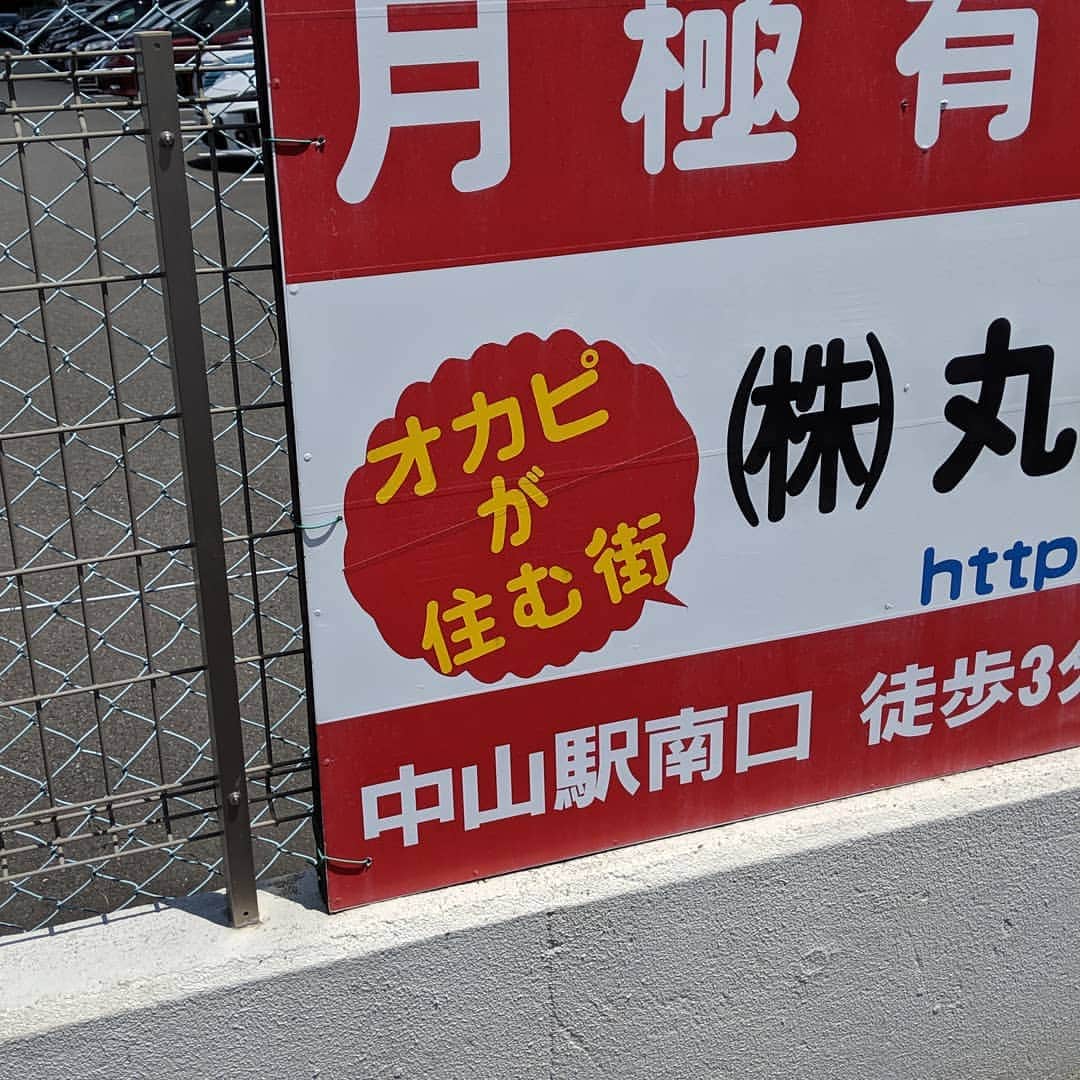 月極有
オカピ
が
住む街
㈱丸
http
中山駅南口 徒歩3分